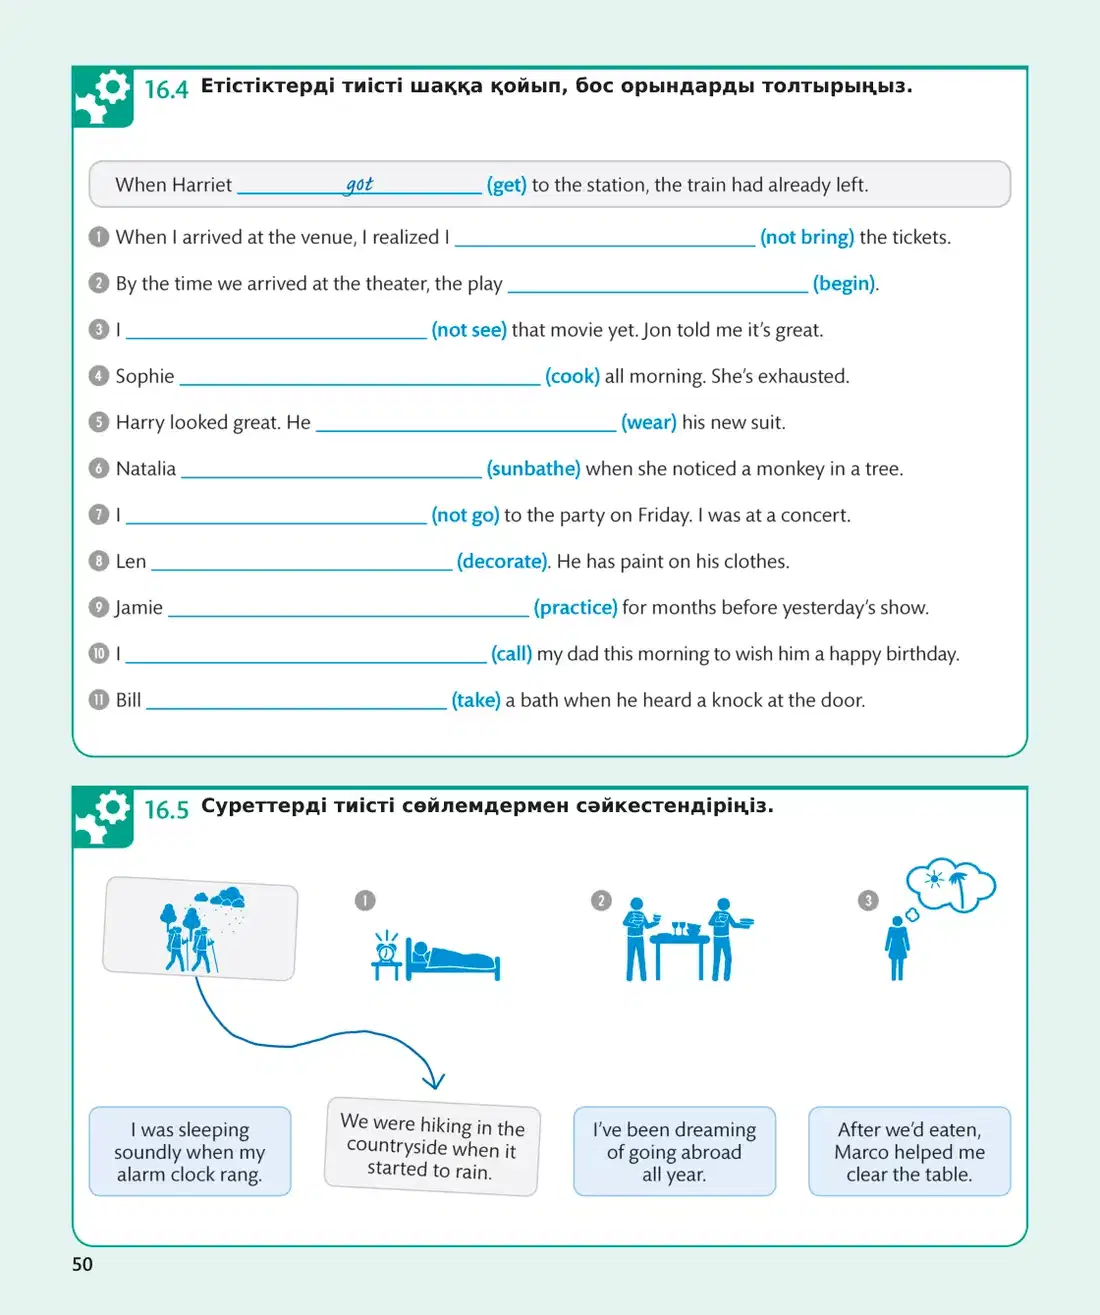 16.4 Етістіктерді тиісті шаққа қойып, бос орындарды толтырыңыз.
When Harriet got (get) to the station, the train had already left.
1 When I arrived at the venue, I realized I (not bring) the tickets.
2 By the time we arrived at the theater, the play (begin).
3 I (not see) that movie yet. Jon told me it's great.
4 Sophie (cook) all morning. She's exhausted.
5 Harry looked great. He (wear) his new suit.
6 Natalia (sunbathe) when she noticed a monkey in a tree.
7 I (not go) to the party on Friday. I was at a concert.
8 Len (decorate). He has paint on his clothes.
9 Jamie (practice) for months before yesterday's show.
10 I (call) my dad this morning to wish him a happy birthday.
11 Bill (take) a bath when he heard a knock at the door.
16.5 Суреттерді тиісті сөйлемдермен сәйкестендіріңіз.
1
2
3
I was sleeping
soundly when my
alarm clock rang.
We were hiking in the
countryside when it
started to rain.
I've been dreaming
of going abroad
all year.
After we'd eaten,
Marco helped me
clear the table.
50